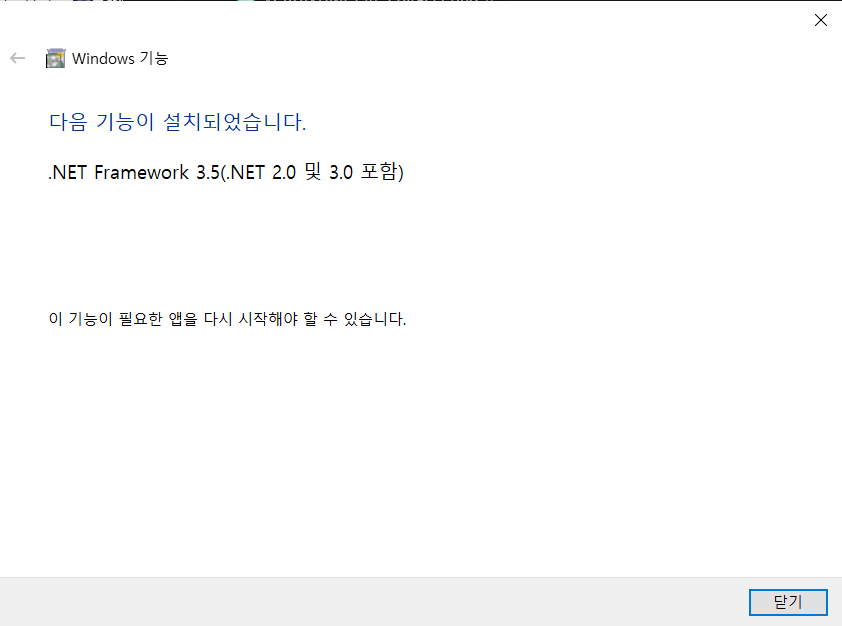 Windows 기능
다음 기능이 설치되었습니다.
.NET Framework 3.5(.NET 2.0 및 3.0 포함)
이 기능이 필요한 앱을 다시 시작해야 할 수 있습니다.
닫기